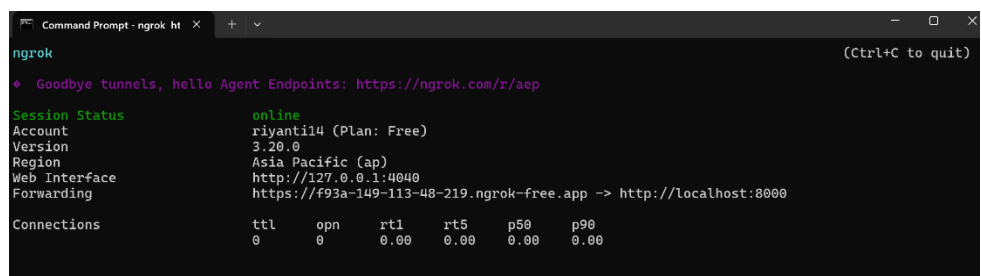 Command Prompt - ngrok ht
ngrok (Ctrl+C to quit)
Goodbye tunnels, hello Agent Endpoints: https://ngrok.com/r/aep
Session Status online
Account riyanti14 (Plan: Free)
Version 3.20.0
Region Asia Pacific (ap)
Web Interface http://127.0.0.1:4040
Forwarding https://f93a-149-113-48-219.ngrok-free.app -> http://localhost:8000
Connections ttl opn rt1 rt5 p50 p90
0 0 0.00 0.00 0.00 0.00